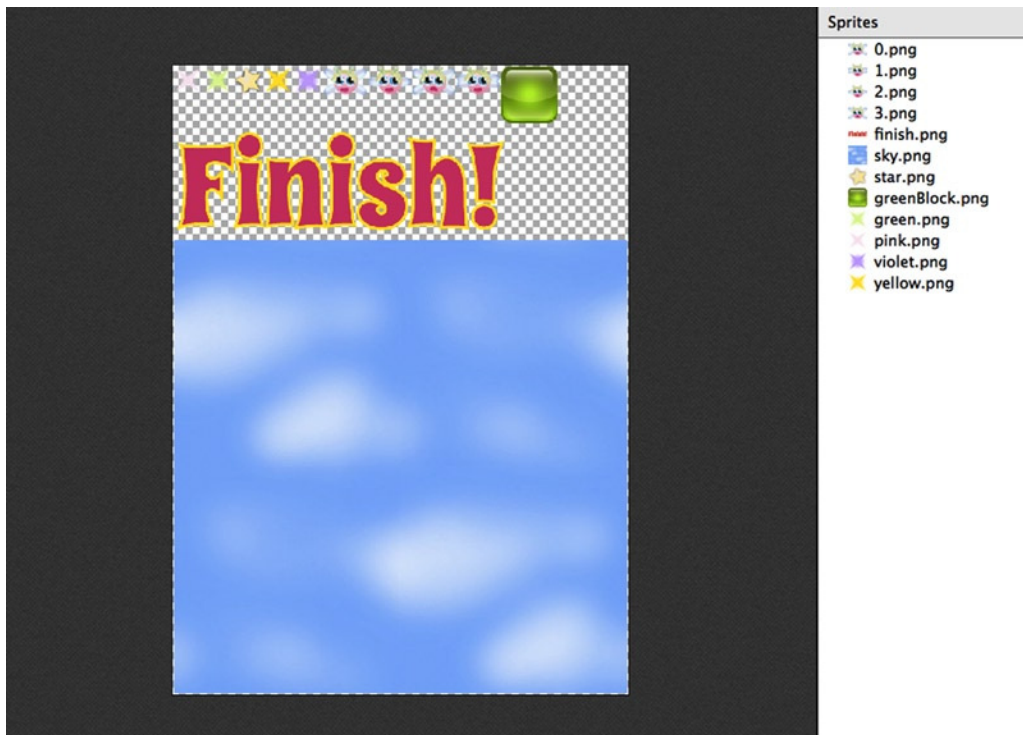 Sprites
0.png
1.png
2.png
3.png
finish.png
sky.png
star.png
greenBlock.png
green.png
pink.png
violet.png
yellow.png
Finish!